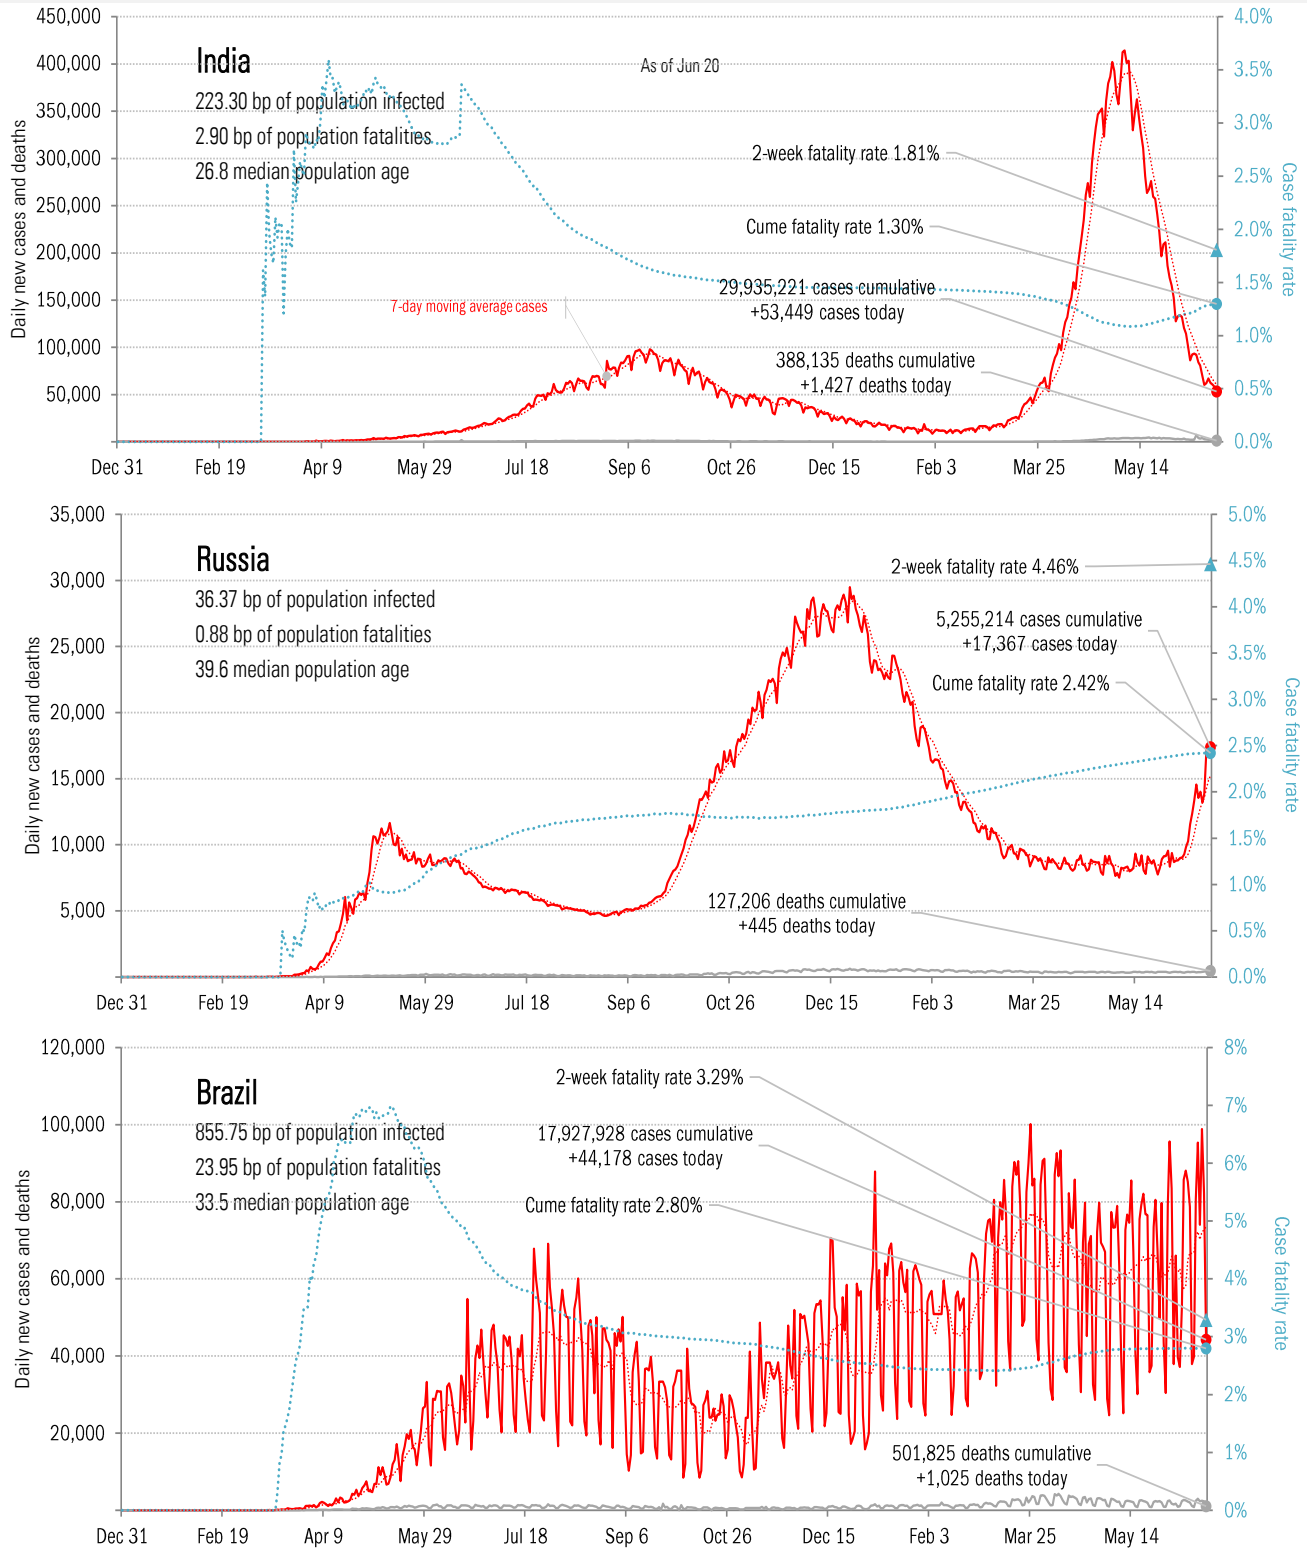 450,000
400,000
350,000
300,000
250,000
200,000
150,000
100,000
50,000
Daily new cases and deaths
India
223.30 bp of population infected
2.90 bp of population fatalities
26.8 median population age
As of Jun 20
7-day moving average cases
2-week fatality rate 1.81%
Cume fatality rate 1.30%
29,935,221 cases cumulative
+53,449 cases today
388,135 deaths cumulative
+1,427 deaths today
4.0%
3.5%
3.0%
2.5%
2.0%
1.5%
1.0%
0.5%
0.0%
Case fatality rate
Dec 31 Feb 19 Apr 9 May 29 Jul 18 Sep 6 Oct 26 Dec 15 Feb 3 Mar 25 May 14
35,000
30,000
25,000
20,000
15,000
10,000
5,000
Daily new cases and deaths
Russia
36.37 bp of population infected
0.88 bp of population fatalities
39.6 median population age
2-week fatality rate 4.46%
5,255,214 cases cumulative
+17,367 cases today
Cume fatality rate 2.42%
127,206 deaths cumulative
+445 deaths today
5.0%
4.5%
4.0%
3.5%
3.0%
2.5%
2.0%
1.5%
1.0%
0.5%
0.0%
Case fatality rate
Dec 31 Feb 19 Apr 9 May 29 Jul 18 Sep 6 Oct 26 Dec 15 Feb 3 Mar 25 May 14
120,000
100,000
80,000
60,000
40,000
20,000
Daily new cases and deaths
Brazil
855.75 bp of population infected
23.95 bp of population fatalities
33.5 median population age
2-week fatality rate 3.29%
17,927,928 cases cumulative
+44,178 cases today
Cume fatality rate 2.80%
501,825 deaths cumulative
+1,025 deaths today
8%
7%
6%
5%
4%
3%
2%
1%
0%
Case fatality rate
Dec 31 Feb 19 Apr 9 May 29 Jul 18 Sep 6 Oct 26 Dec 15 Feb 3 Mar 25 May 14